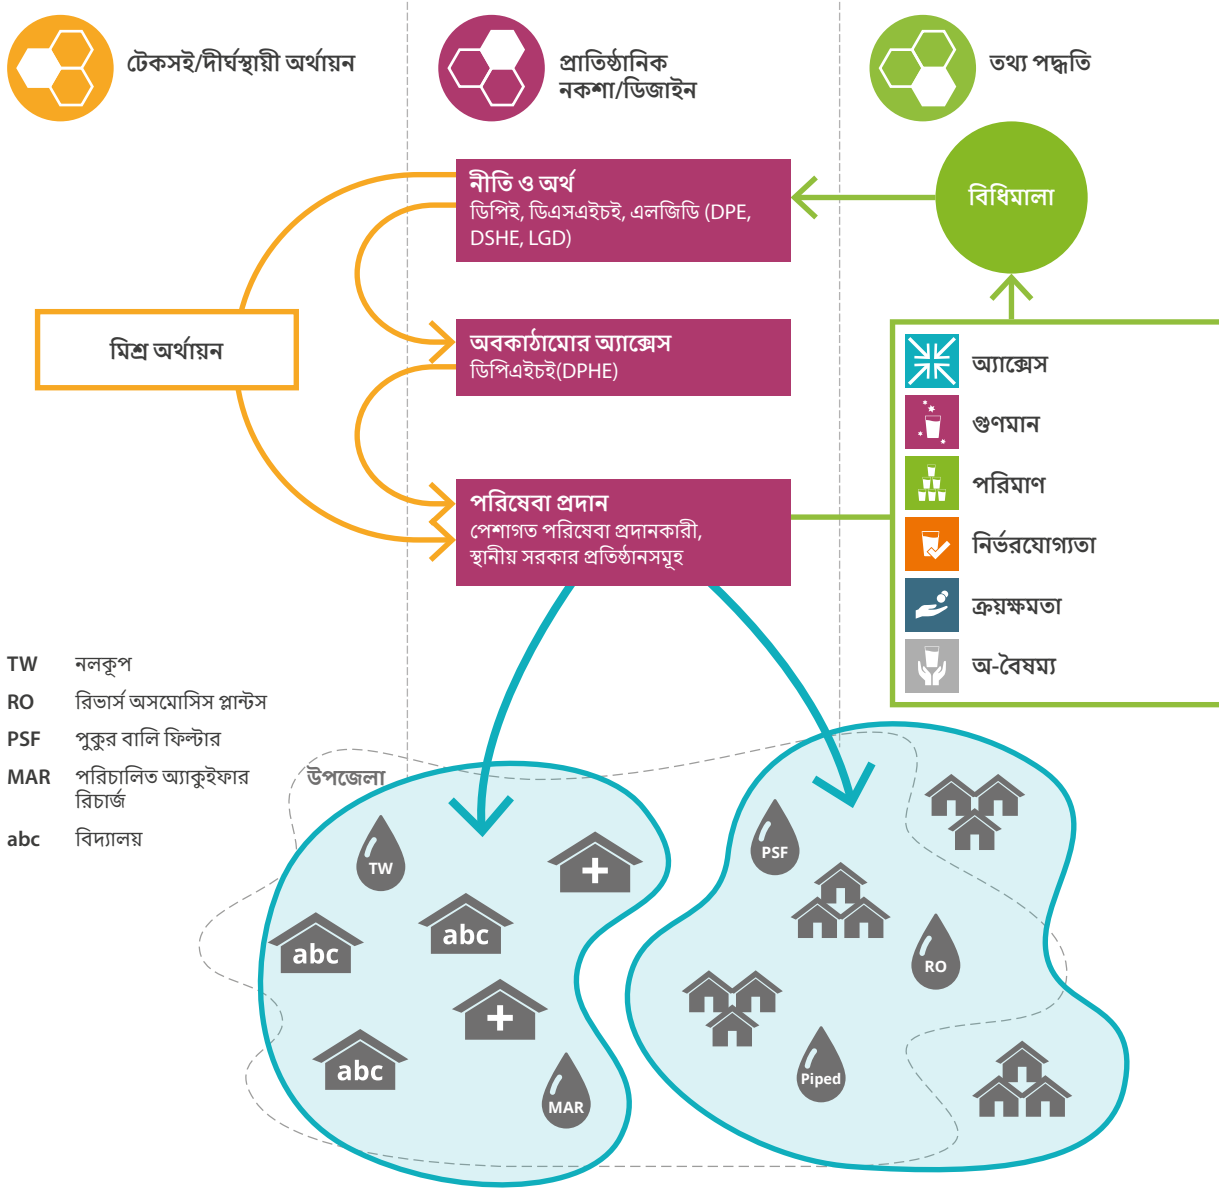 টেকসই/দীর্ঘস্থায়ী অর্থায়ন
প্রাতিষ্ঠানিক
নকশা/ডিজাইন
তথ্য পদ্ধতি
নীতি ও অর্থ
ডিপিই, ডিএসএইচই, এলজিডি (DPE,
DSHE, LGD)
বিধিমালা
মিশ্র অর্থায়ন
অবকাঠামোর অ্যাক্সেস
ডিপিএইচই(DPHE)
পরিষেবা প্রদান
পেশাগত পরিষেবা প্রদানকারী,
স্থানীয় সরকার প্রতিষ্ঠানসমূহ
অ্যাক্সেস
গুণমান
পরিমাণ
নির্ভরযোগ্যতা
ক্রয়ক্ষমতা
অ-বৈষম্য
TW নলকূপ
RO রিভার্স অসমোসিস প্লান্টস
PSF পুকুর বালি ফিল্টার
MAR পরিচালিত অ্যাকুইফার
রিচার্জ
abc বিদ্যালয়
উপজেলা
TW
abc
abc
abc
MAR
PSF
RO
Piped